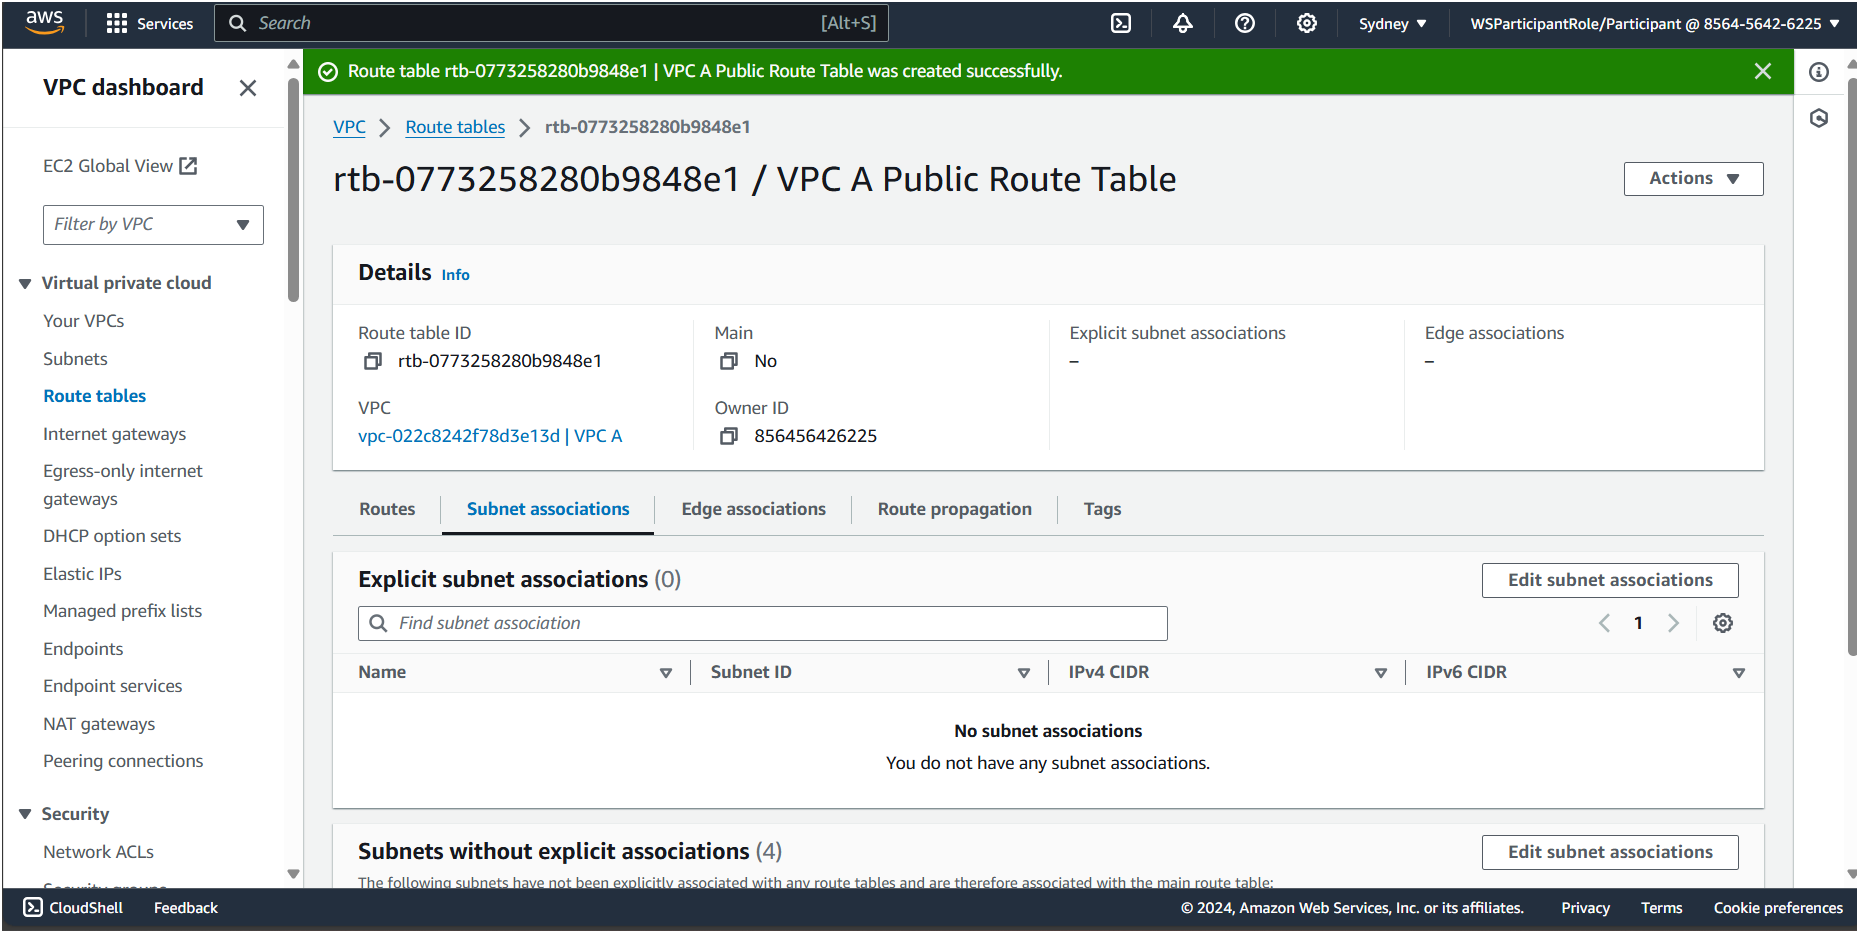 aws
Services
Search
[Alt+S]
Sydney
WSParticipantRole/Participant @ 8564-5642-6225
VPC dashboard
EC2 Global View
Filter by VPC
Virtual private cloud
Your VPCs
Subnets
Route tables
Internet gateways
Egress-only internet
gateways
DHCP option sets
Elastic IPs
Managed prefix lists
Endpoints
Endpoint services
NAT gateways
Peering connections
Security
Network ACLs
Security groups
Route table rtb-0773258280b9848e1 | VPC A Public Route Table was created successfully.
VPC
Route tables
rtb-0773258280b9848e1
rtb-0773258280b9848e1 / VPC A Public Route Table
Actions
Details Info
Route table ID
rtb-0773258280b9848e1
Main
No
Explicit subnet associations
–
Edge associations
–
VPC
vpc-022c8242f78d3e13d | VPC A
Owner ID
856456426225
Routes
Subnet associations
Edge associations
Route propagation
Tags
Explicit subnet associations (0)
Edit subnet associations
Find subnet association
1
Name
Subnet ID
IPv4 CIDR
IPv6 CIDR
No subnet associations
You do not have any subnet associations.
Subnets without explicit associations (4)
Edit subnet associations
The following subnets have not been explicitly associated with any route tables and are therefore associated with the main route table:
CloudShell
Feedback
© 2024, Amazon Web Services, Inc. or its affiliates.
Privacy
Terms
Cookie preferences